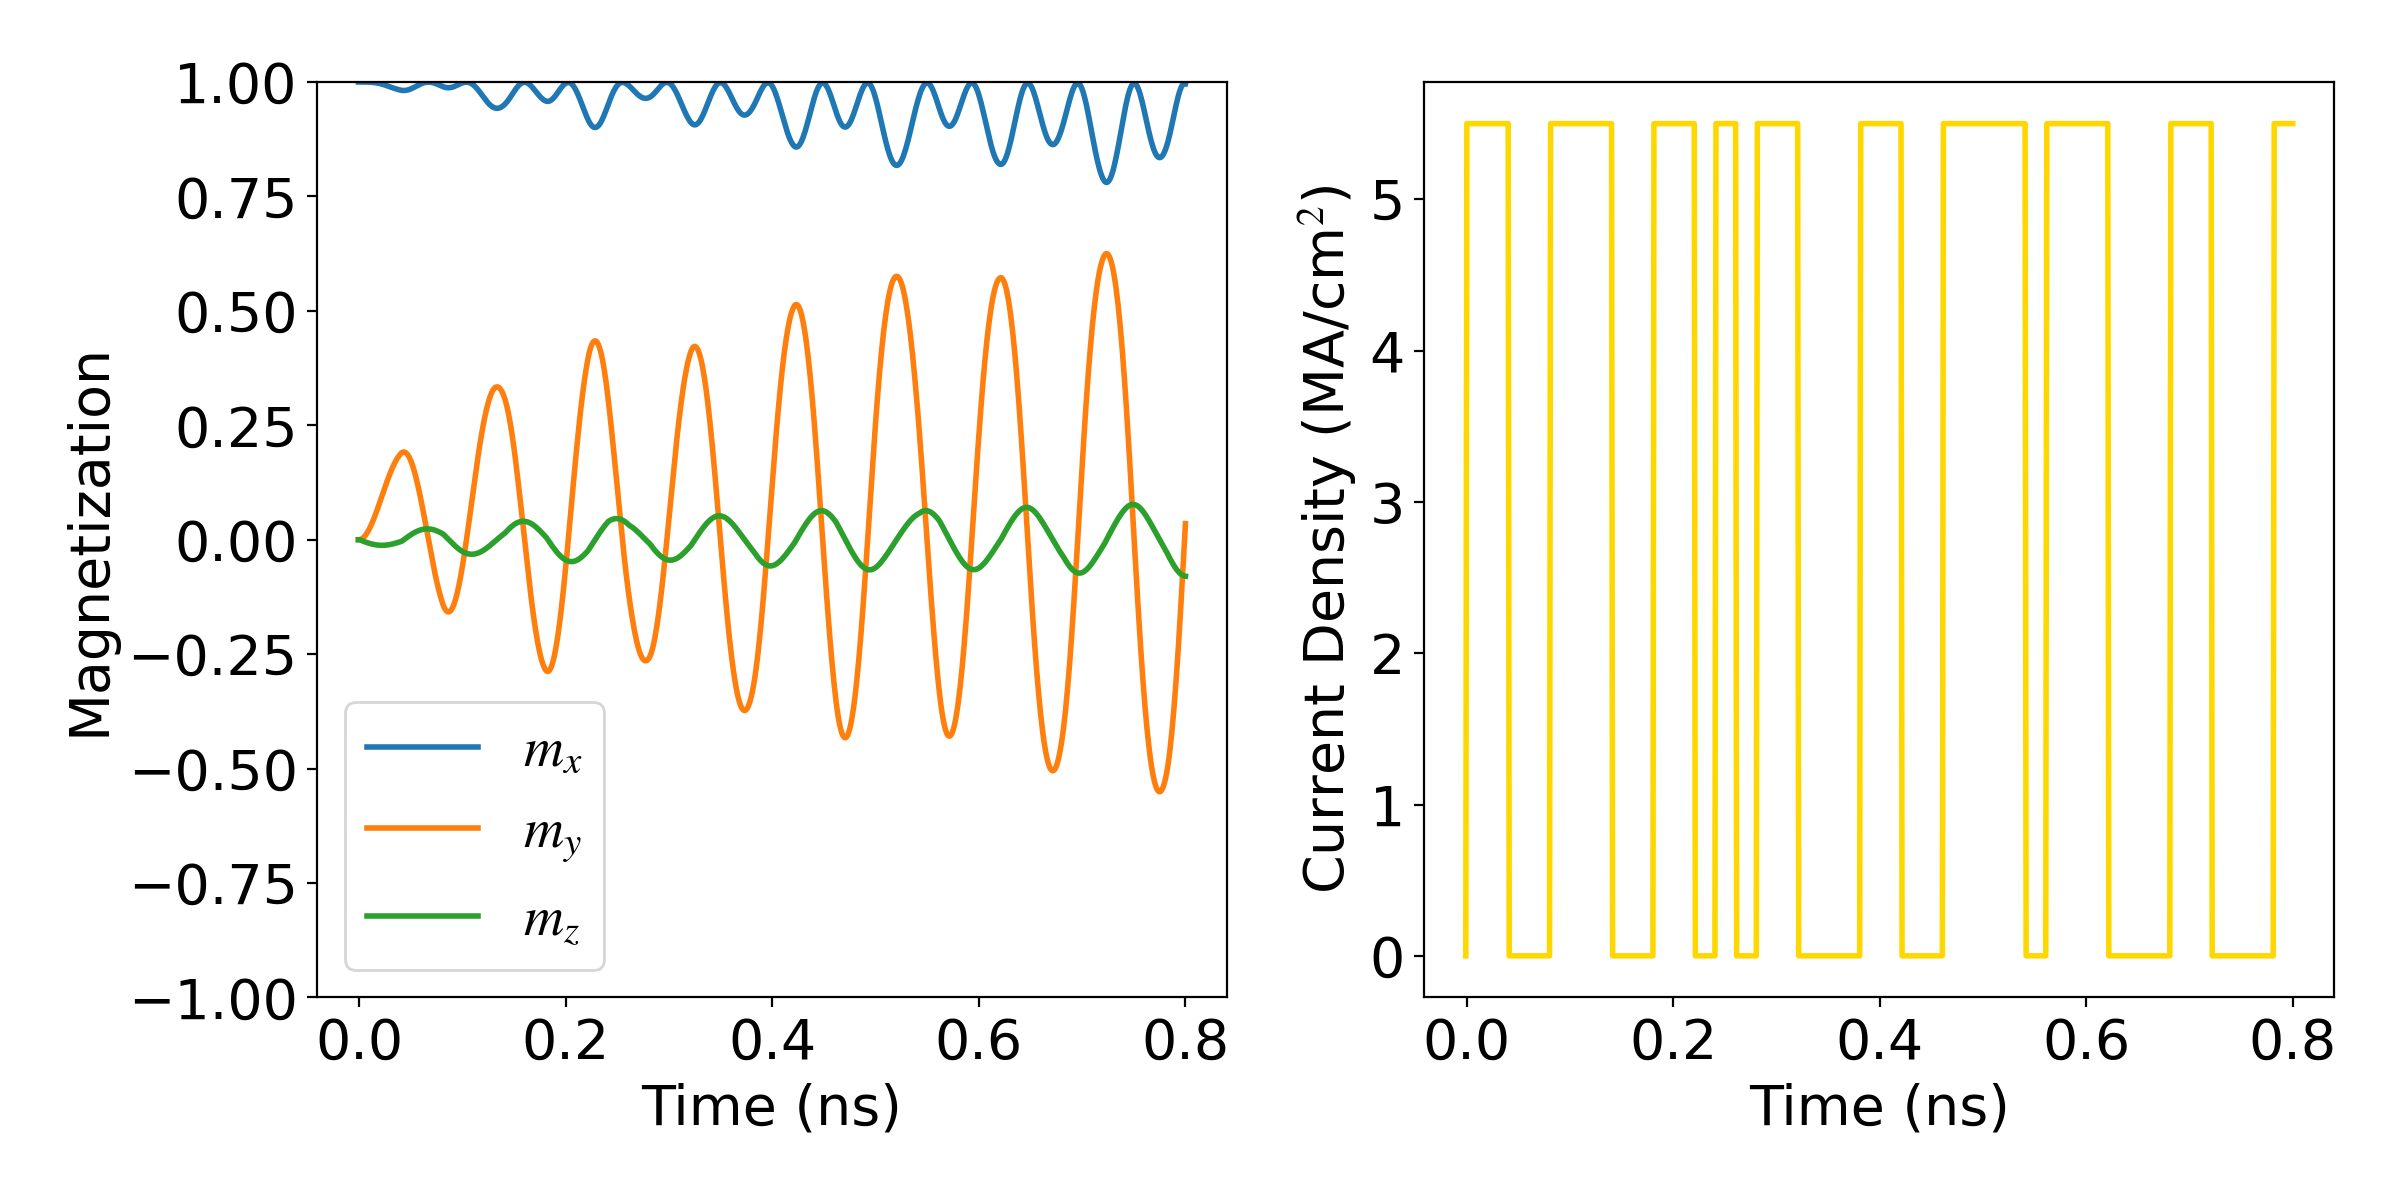 1.00
0.75
0.50
0.25
0.00
−0.25
−0.50
−0.75
−1.00
Magnetization
m_x
m_y
m_z
0.0 0.2 0.4 0.6 0.8
Time (ns)
5
4
3
2
1
0
Current Density (MA/cm²)
0.0 0.2 0.4 0.6 0.8
Time (ns)